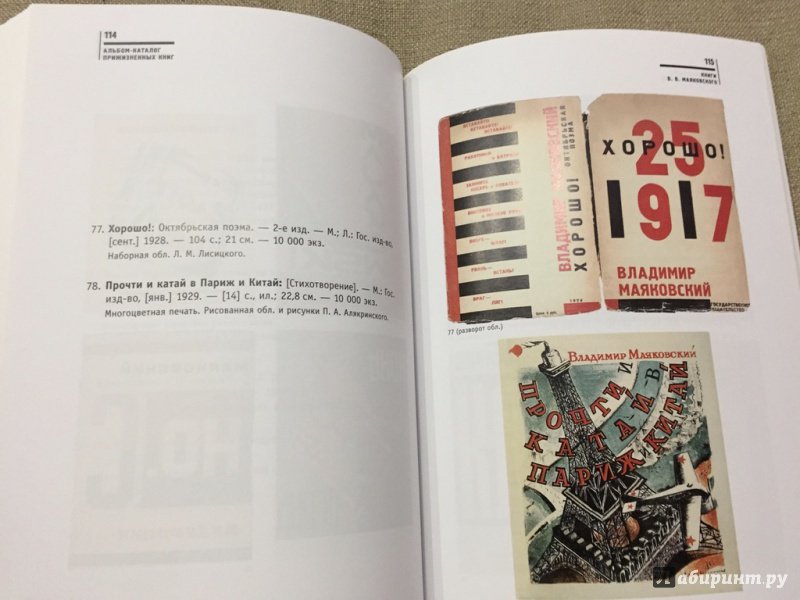 114
АЛЬБОМ-КАТАЛОГ
ПРИЖИЗНЕННЫХ КНИГ
77. Хорошо!: Октябрьская поэма. — 2-е изд. — М.; Л.: Гос. изд-во,
[сент.] 1928. — 104 с.; 21 см. — 10 000 экз.
Наборная обл. Л. М. Лисицкого.
78. Прочти и катай в Париж и Китай: [Стихотворение]. — М.: Гос.
изд-во, [янв.] 1929. — [14] с., ил.; 22,8 см. — 10 000 экз.
Многоцветная печать. Рисованная обл. и рисунки П. А. Алякринского.
115
КНИГИ
В. В. МАЯКОВСКОГО
ВЛАДИМИР МАЯКОВСКИЙ
ХОРОШО!
ОКТЯБРЬСКАЯ
ПОЭМА
1928
25
ХОРОШО!
1917
ВЛАДИМИР
МАЯКОВСКИЙ
ГОСУДАРСТВЕННОЕ
ИЗДАТЕЛЬСТВО
77 (разворот обл.)
Владимир Маяковский
ПРОЧТИ И
КАТАЙ В
ПАРИЖ КИТАЙ
Лабиринт.ру